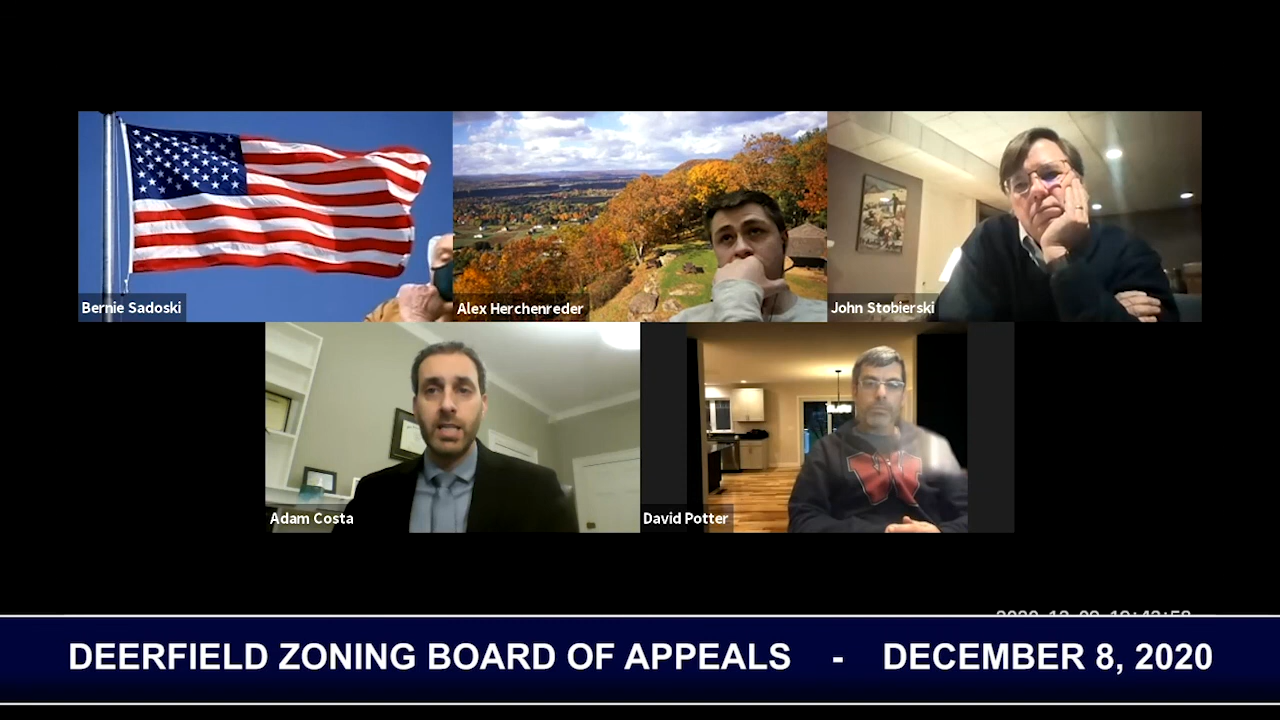 Bernie Sadoski
Alex Herchenreder
John Stobierski
Adam Costa
David Potter
W
DEERFIELD ZONING BOARD OF APPEALS - DECEMBER 8, 2020